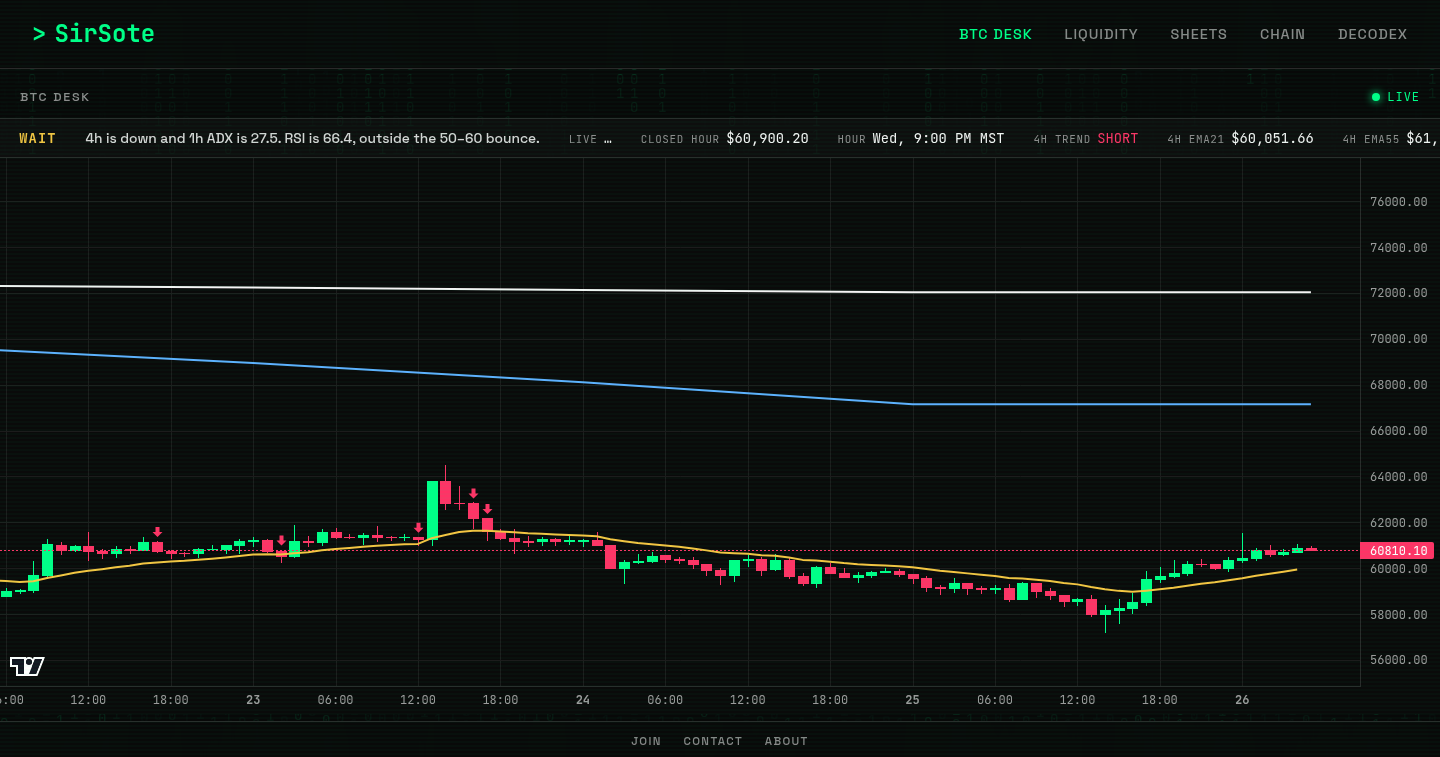 > SirSote
BTC DESK LIQUIDITY SHEETS CHAIN DECODEX
BTC DESK
LIVE
WAIT 4h is down and 1h ADX is 27.5. RSI is 66.4, outside the 50–60 bounce. LIVE … CLOSED HOUR $60,900.20 HOUR Wed, 9:00 PM MST 4H TREND SHORT 4H EMA21 $60,051.66 4H EMA55 $61,
76000.00
74000.00
72000.00
70000.00
68000.00
66000.00
64000.00
62000.00
60810.10
60000.00
58000.00
56000.00
:00 12:00 18:00 23 06:00 12:00 18:00 24 06:00 12:00 18:00 25 06:00 12:00 18:00 26
JOIN CONTACT ABOUT